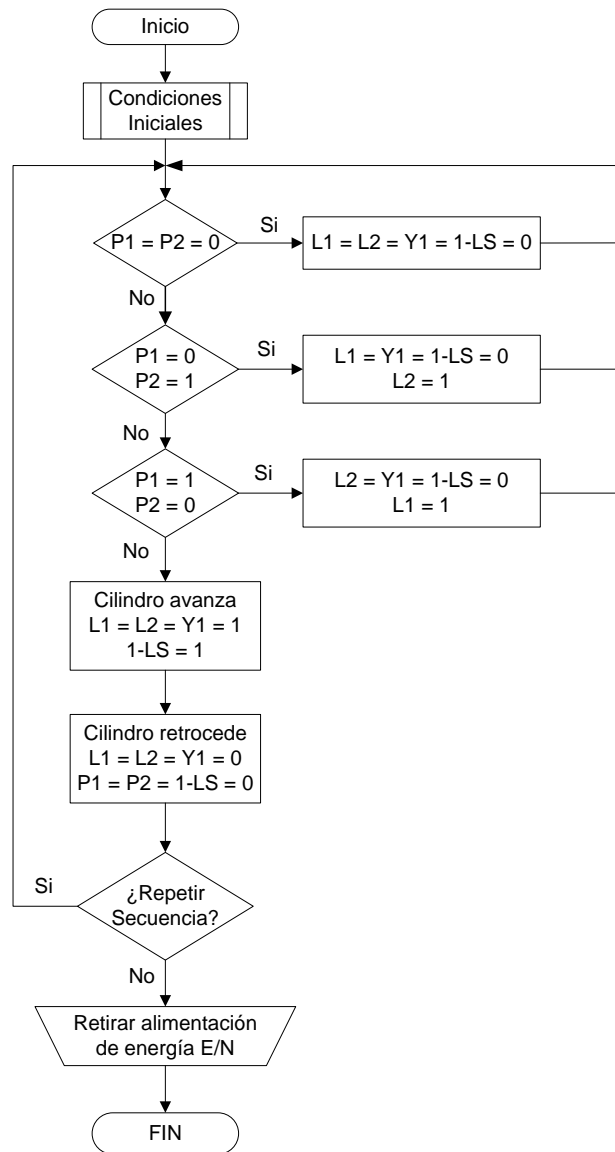 Inicio
Condiciones
Iniciales
P1 = P2 = 0
Si
L1 = L2 = Y1 = 1-LS = 0
No
P1 = 0
P2 = 1
Si
L1 = Y1 = 1-LS = 0
L2 = 1
No
P1 = 1
P2 = 0
Si
L2 = Y1 = 1-LS = 0
L1 = 1
No
Cilindro avanza
L1 = L2 = Y1 = 1
1-LS = 1
Cilindro retrocede
L1 = L2 = Y1 = 0
P1 = P2 = 1-LS = 0
Si
¿Repetir
Secuencia?
No
Retirar alimentación
de energía E/N
FIN